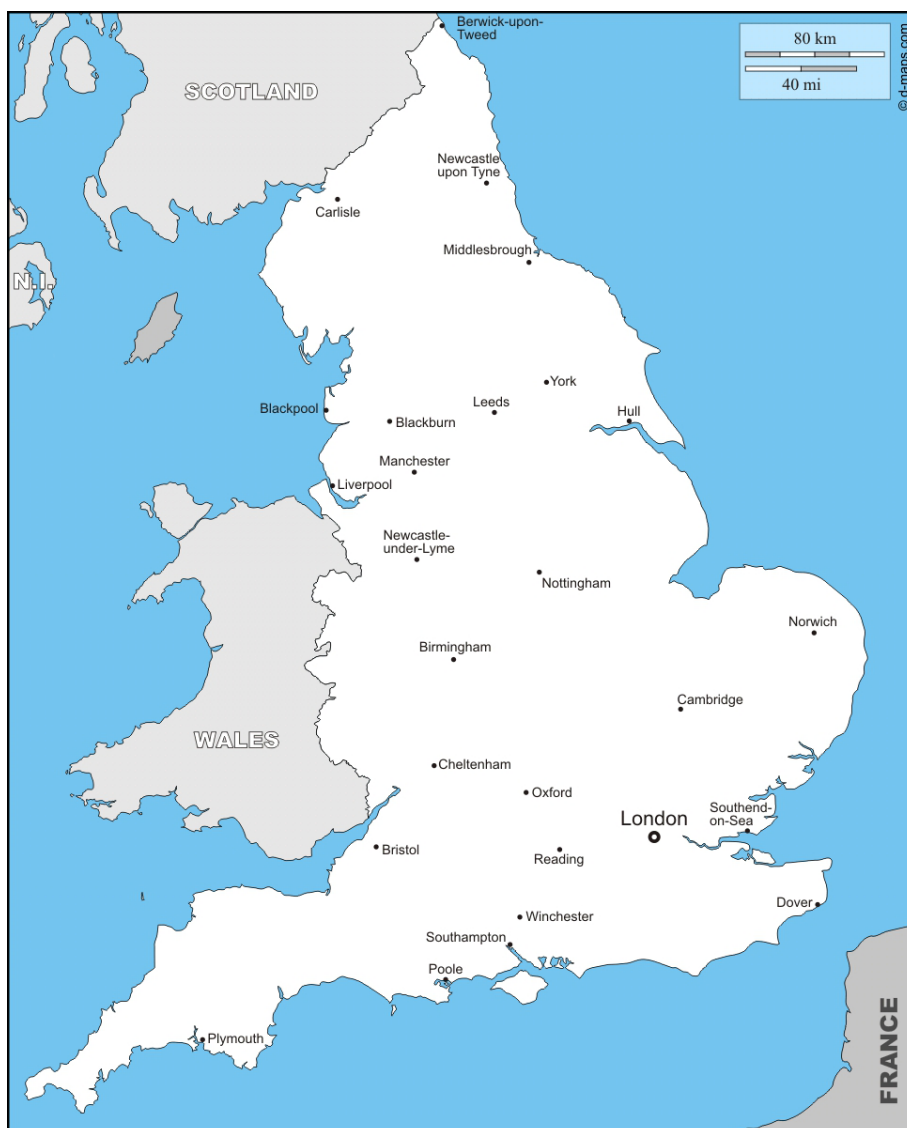 Berwick-upon-
Tweed
80 km
40 mi
© d-maps.com
SCOTLAND
Newcastle
upon Tyne
Carlisle
Middlesbrough
N.I.
York
Leeds
Blackpool
Hull
Blackburn
Manchester
Liverpool
Newcastle-
under-Lyme
Nottingham
Norwich
Birmingham
Cambridge
WALES
Cheltenham
Oxford
Southend-
on-Sea
London
Bristol
Reading
Dover
Winchester
Southampton
Poole
Plymouth
FRANCE